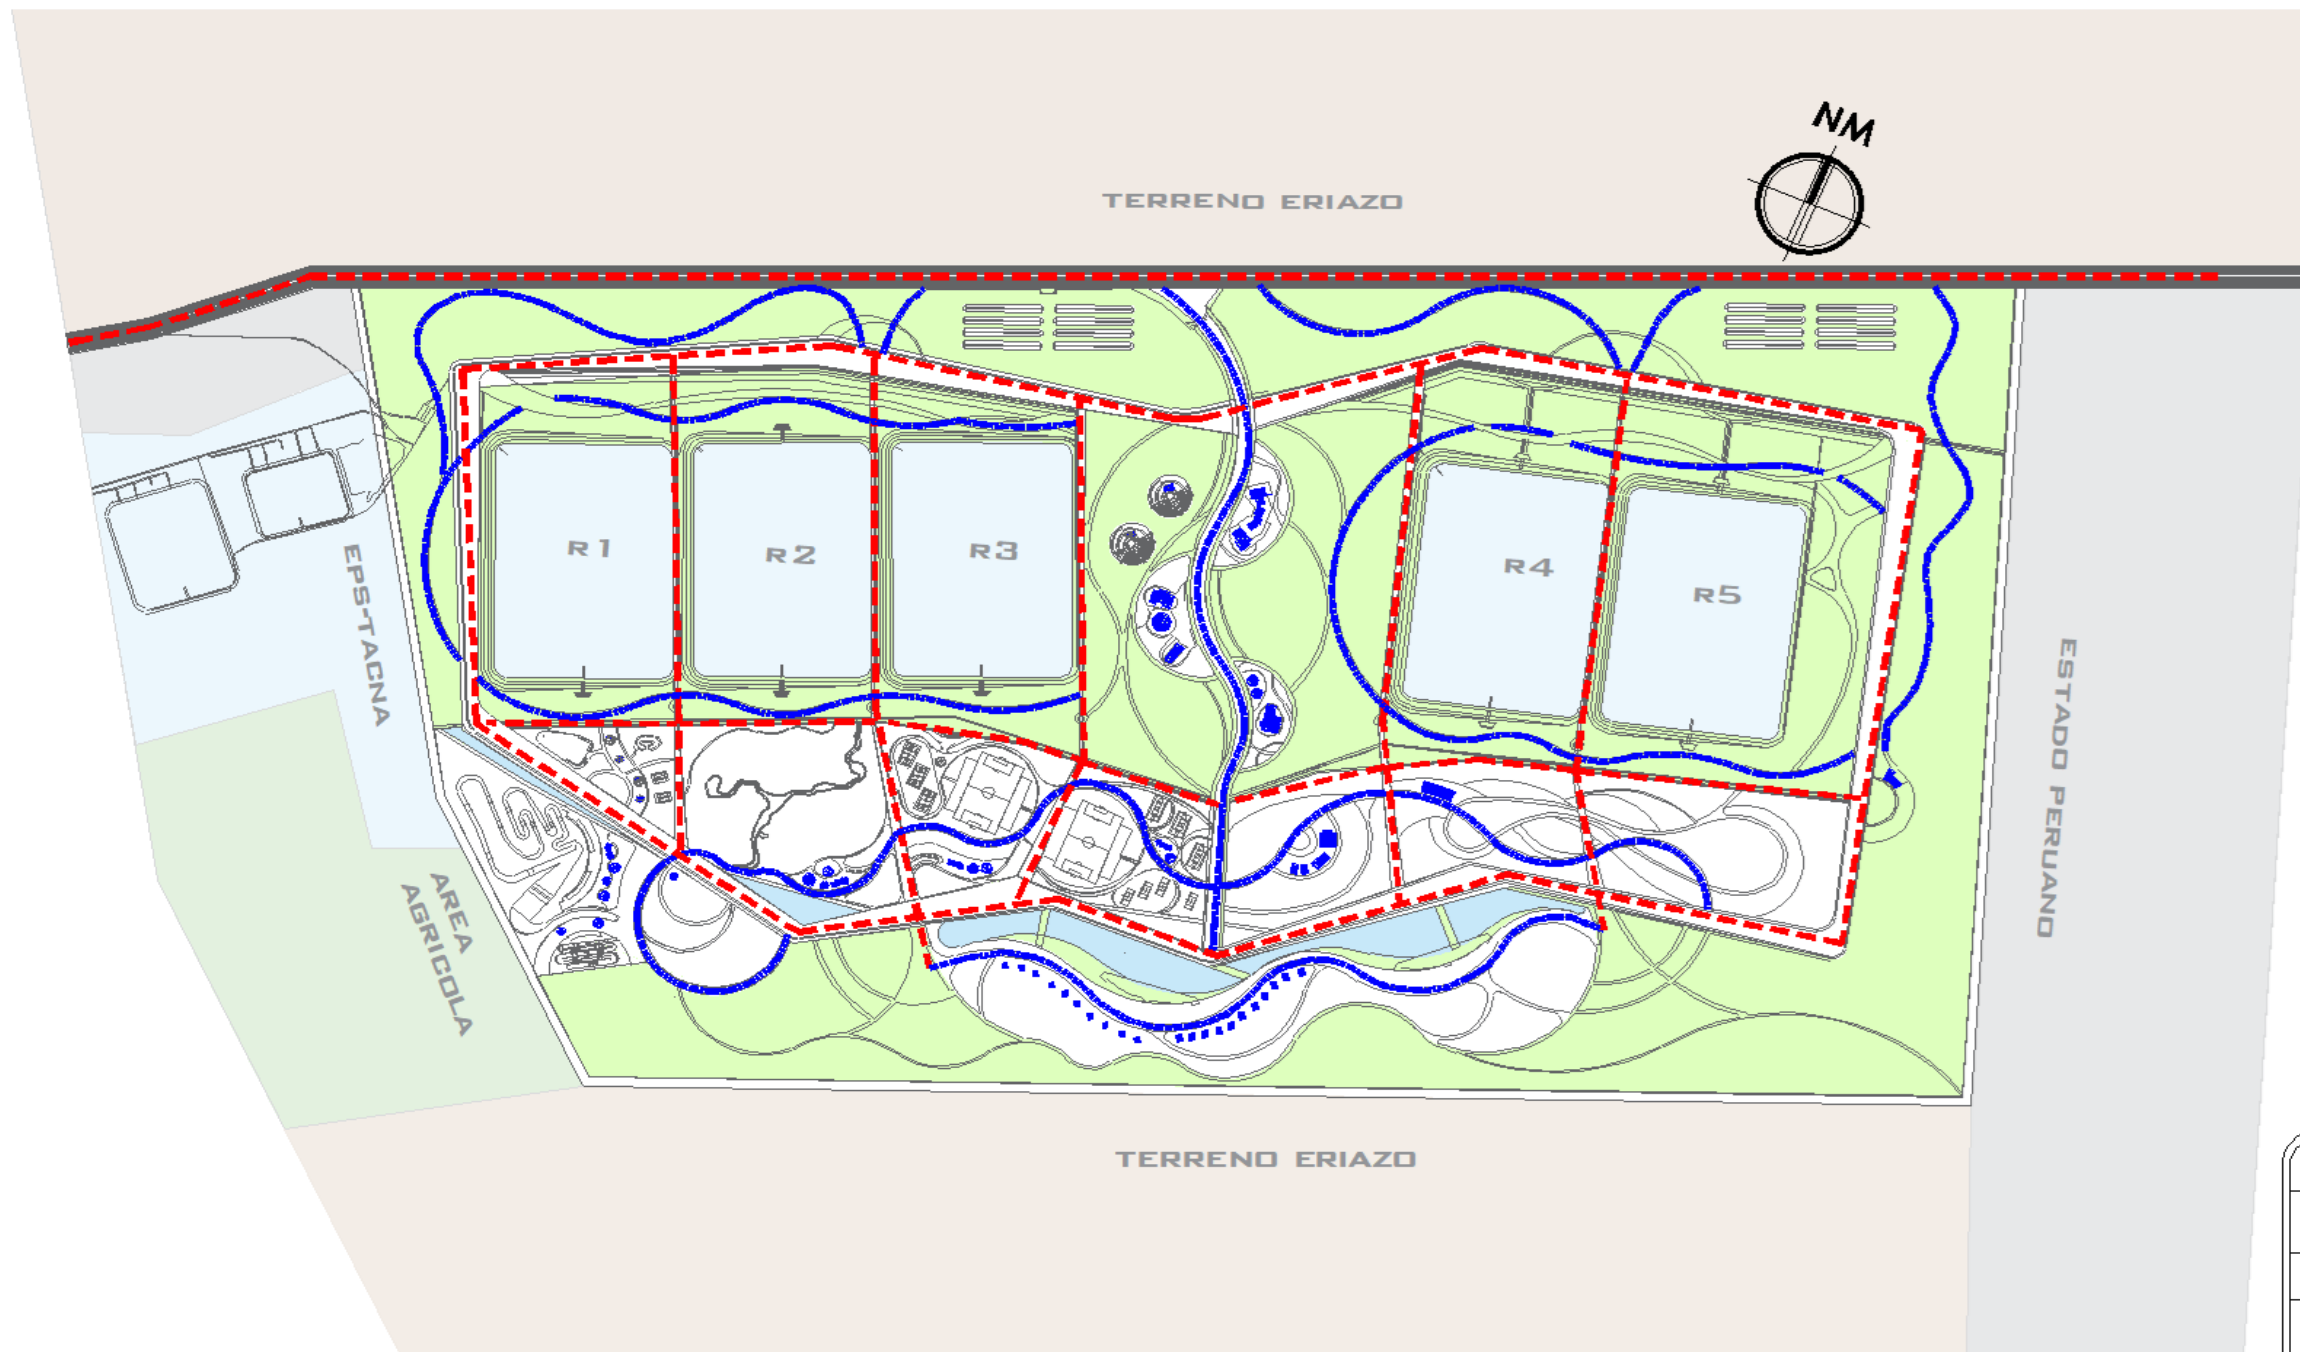 NM
TERRENO ERIAZO
R1
R2
R3
R4
R5
EPS-TACNA
ESTADO PERUANO
AREA
AGRICOLA
TERRENO ERIAZO